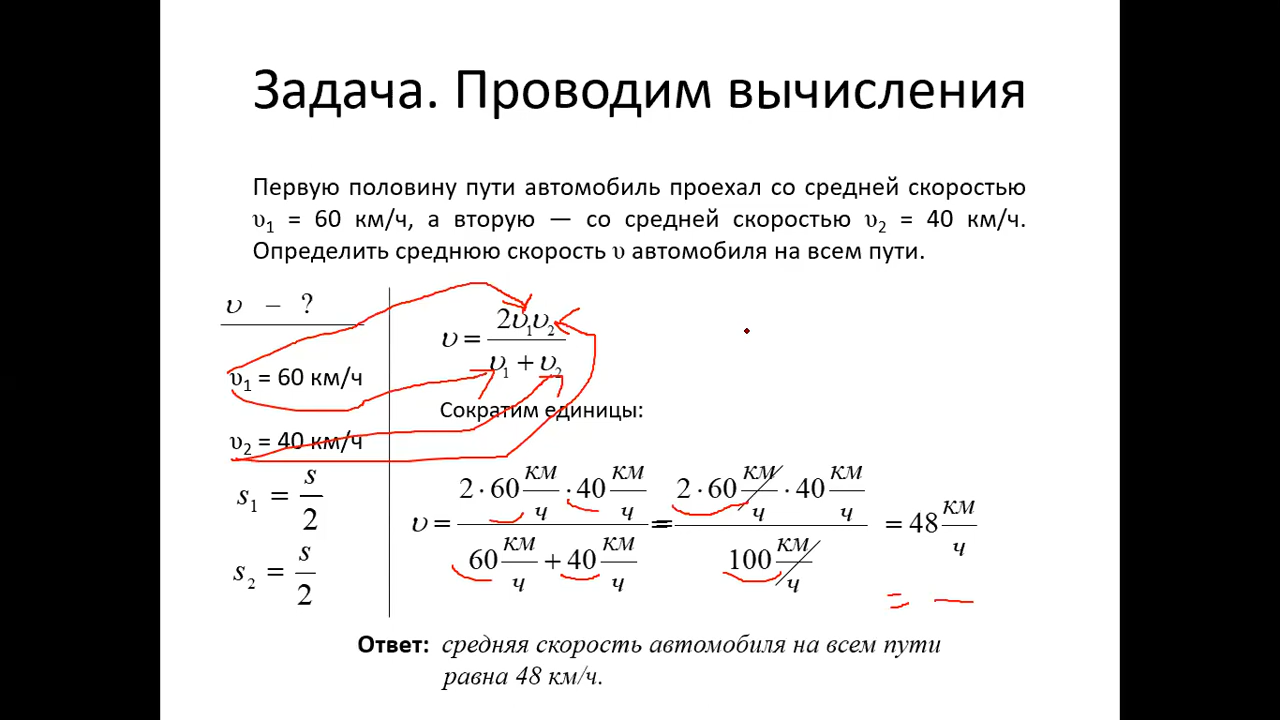 Задача. Проводим вычисления
Первую половину пути автомобиль проехал со средней скоростью
υ₁ = 60 км/ч, а вторую — со средней скоростью υ₂ = 40 км/ч.
Определить среднюю скорость υ автомобиля на всем пути.
υ – ?
υ₁ = 60 км/ч
υ₂ = 40 км/ч
s₁ = s/2
s₂ = s/2
υ = 2υ₁υ₂ / υ₁ + υ₂
Сократим единицы:
υ = 2 · 60 км/ч · 40 км/ч / 60 км/ч + 40 км/ч = 2 · 60 км/ч · 40 км/ч / 100 км/ч = 48 км/ч
= —
Ответ: средняя скорость автомобиля на всем пути
равна 48 км/ч.